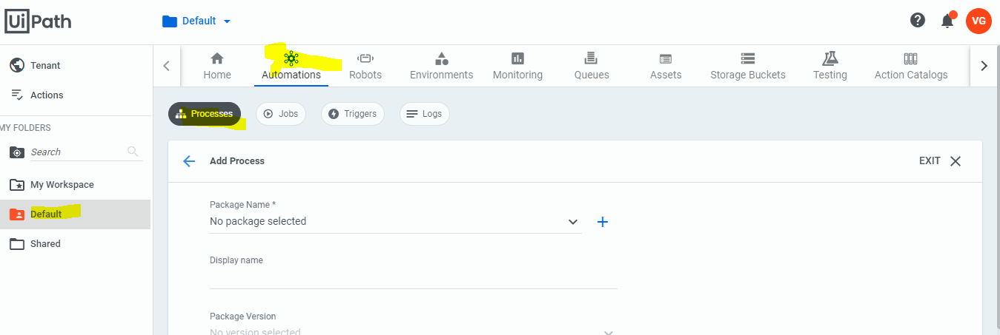 UiPath
Default
VG
Tenant
Actions
MY FOLDERS
Search
My Workspace
Default
Shared
Home
Automations
Robots
Environments
Monitoring
Queues
Assets
Storage Buckets
Testing
Action Catalogs
Processes
Jobs
Triggers
Logs
Add Process
EXIT
Package Name *
No package selected
Display name
Package Version
No version selected